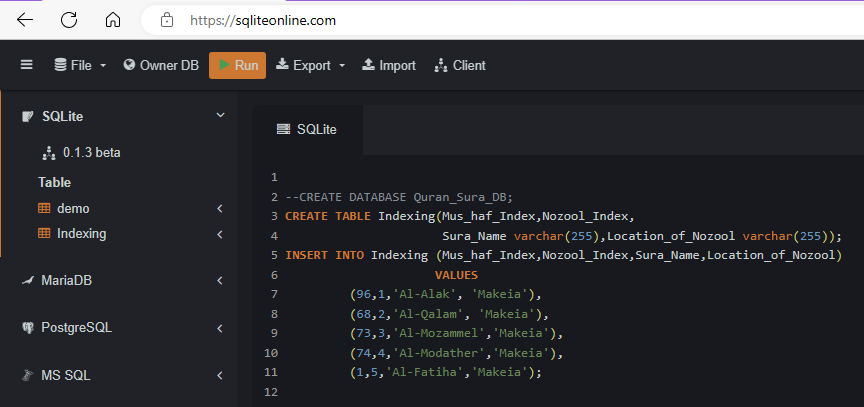 https://sqliteonline.com
File Owner DB Run Export Import Client
SQLite
0.1.3 beta
Table
demo
Indexing
MariaDB
PostgreSQL
MS SQL
SQLite
1
2 --CREATE DATABASE Quran_Sura_DB;
3 CREATE TABLE Indexing(Mus_haf_Index,Nozool_Index,
4 Sura_Name varchar(255),Location_of_Nozool varchar(255));
5 INSERT INTO Indexing (Mus_haf_Index,Nozool_Index,Sura_Name,Location_of_Nozool)
6 VALUES
7 (96,1,'Al-Alak', 'Makeia'),
8 (68,2,'Al-Qalam', 'Makeia'),
9 (73,3,'Al-Mozammel','Makeia'),
10 (74,4,'Al-Modather','Makeia'),
11 (1,5,'Al-Fatiha','Makeia');
12